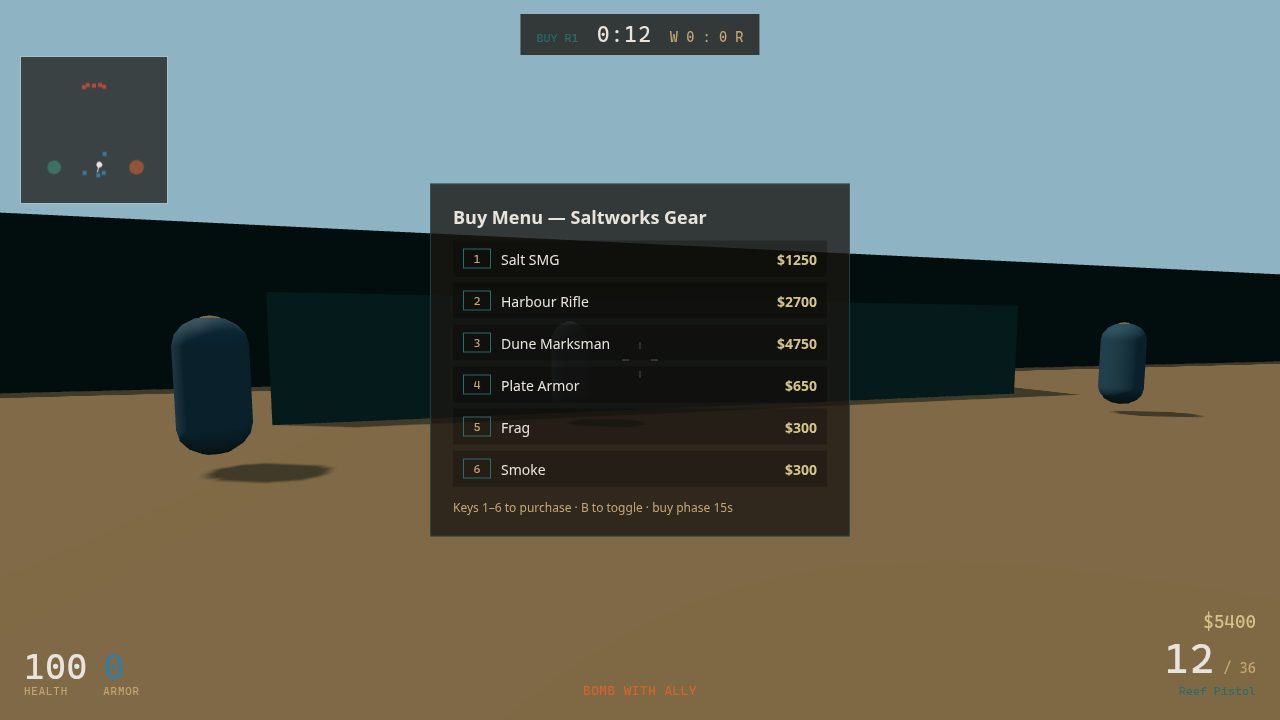 BUY R1 0:12 W 0 : 0 R
Buy Menu — Saltworks Gear
1 Salt SMG $1250
2 Harbour Rifle $2700
3 Dune Marksman $4750
4 Plate Armor $650
5 Frag $300
6 Smoke $300
Keys 1–6 to purchase · B to toggle · buy phase 15s
$5400
100 0
12 / 36
HEALTH ARMOR
BOMB WITH ALLY
Reef Pistol